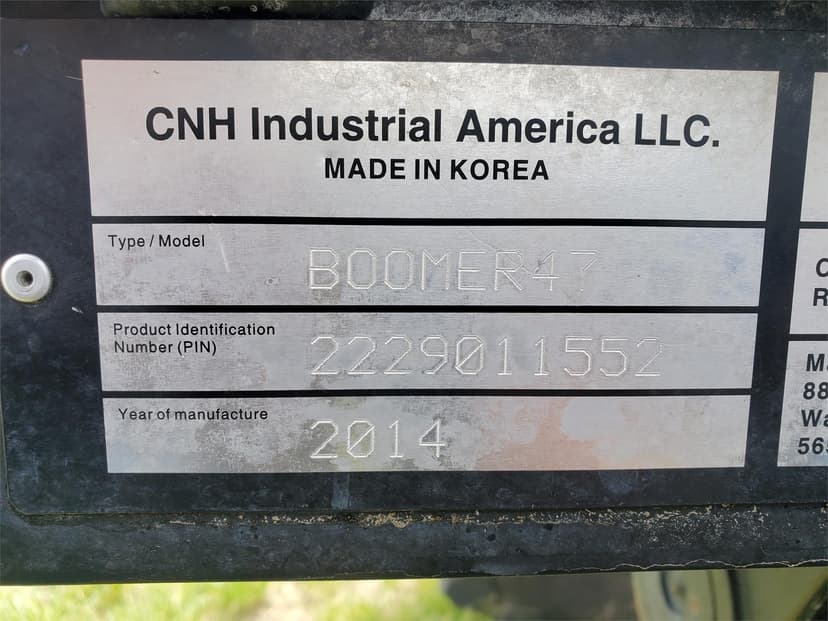 CNH Industrial America LLC.
MADE IN KOREA
Type / Model
BOOMER47
Product Identification
Number (PIN)
2229011552
Year of manufacture
2014